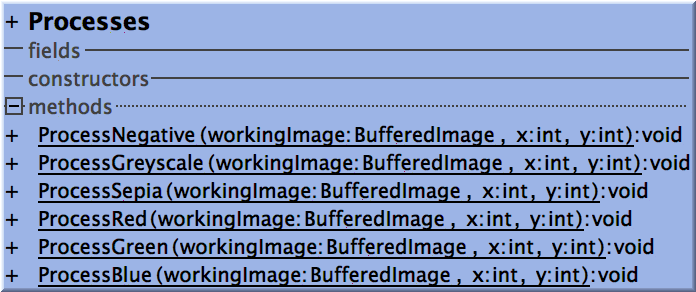 + Processes
fields
constructors
methods
+ ProcessNegative(workingImage:BufferedImage , x:int, y:int):void
+ ProcessGreyscale(workingImage:BufferedImage , x:int, y:int):void
+ ProcessSepia(workingImage:BufferedImage , x:int, y:int):void
+ ProcessRed(workingImage:BufferedImage , x:int, y:int):void
+ ProcessGreen(workingImage:BufferedImage , x:int, y:int):void
+ ProcessBlue(workingImage:BufferedImage , x:int, y:int):void